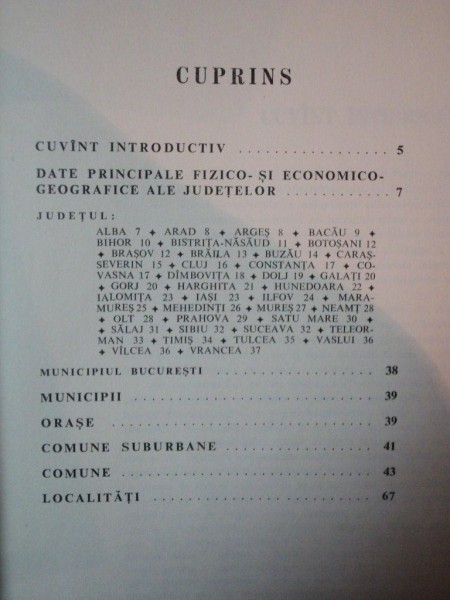 CUPRINS
CUVÎNT INTRODUCTIV . . . . . . . . . . . . . . . . . 5
DATE PRINCIPALE FIZICO- ȘI ECONOMICO-
GEOGRAFICE ALE JUDEȚELOR . . . . . . . . . . . 7
JUDEȚUL:
ALBA 7 ✦ ARAD 8 ✦ ARGEȘ 8 ✦ BACĂU 9 ✦
BIHOR 10 ✦ BISTRIȚA-NĂSĂUD 11 ✦ BOTOȘANI 12
✦ BRAȘOV 12 ✦ BRĂILA 13 ✦ BUZĂU 14 ✦ CARAȘ-
SEVERIN 15 ✦ CLUJ 16 ✦ CONSTANȚA 17 ✦ CO-
VASNA 17 ✦ DÎMBOVIȚA 18 ✦ DOLJ 19 ✦ GALAȚI 20
✦ GORJ 20 ✦ HARGHITA 21 ✦ HUNEDOARA 22 ✦
IALOMIȚA 23 ✦ IAȘI 23 ✦ ILFOV 24 ✦ MARA-
MUREȘ 25 ✦ MEHEDINȚI 26 ✦ MUREȘ 27 ✦ NEAMȚ 28
✦ OLT 28 ✦ PRAHOVA 29 ✦ SATU MARE 30 ✦
✦ SĂLAJ 31 ✦ SIBIU 32 ✦ SUCEAVA 32 ✦ TELEOR-
MAN 33 ✦ TIMIȘ 34 ✦ TULCEA 35 ✦ VASLUI 36
✦ VÎLCEA 36 ✦ VRANCEA 37
MUNICIPIUL BUCUREȘTI . . . . . . . . . . . . . . . . . 38
MUNICIPII . . . . . . . . . . . . . . . . . . . . . . . . 39
ORAȘE . . . . . . . . . . . . . . . . . . . . . . . . . . . 39
COMUNE SUBURBANE . . . . . . . . . . . . . . . . 41
COMUNE . . . . . . . . . . . . . . . . . . . . . . . . . . 43
LOCALITĂȚI . . . . . . . . . . . . . . . . . . . . . . . 67